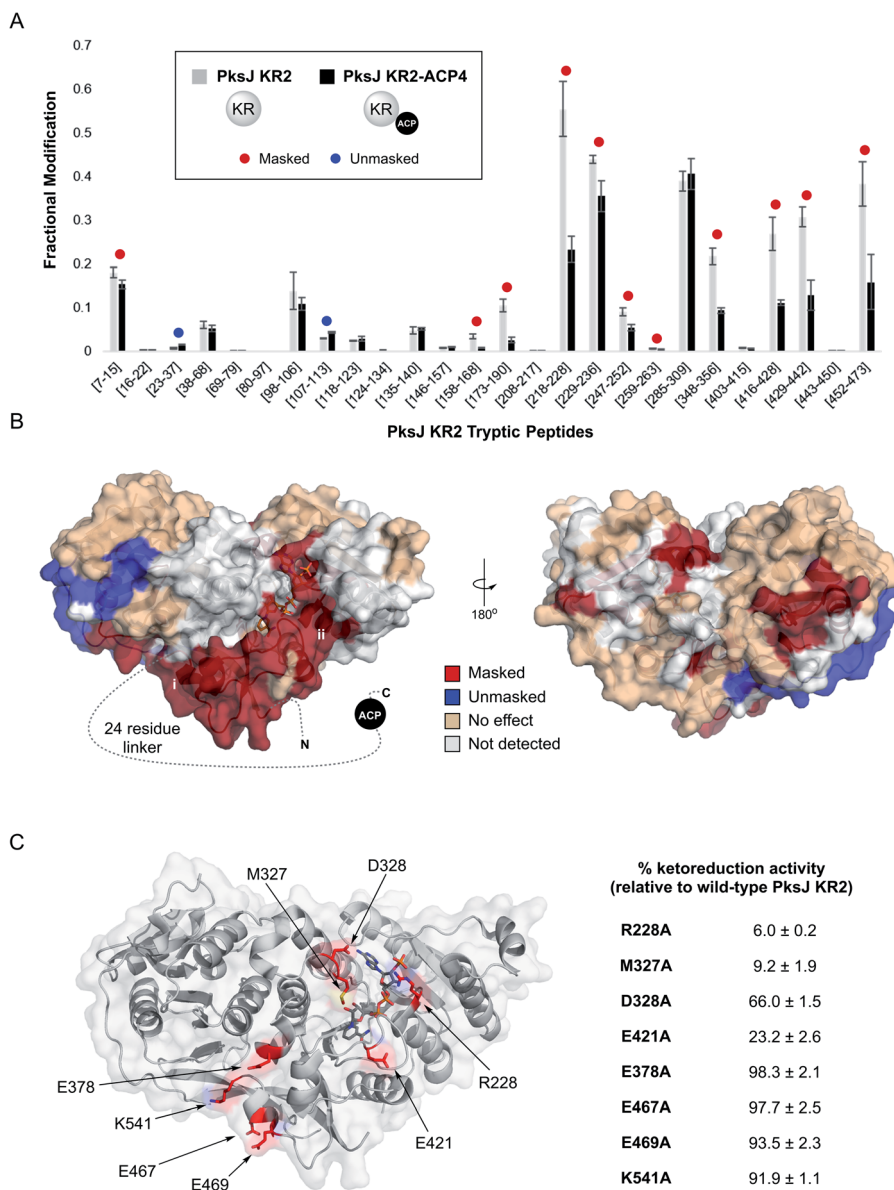 A
0.7
0.6
0.5
0.4
0.3
0.2
0.1
0
Fractional Modification
PksJ KR2
PksJ KR2-ACP4
KR
KR
ACP
Masked
Unmasked
[7-15]
[16-22]
[23-37]
[38-68]
[69-79]
[80-97]
[98-106]
[107-113]
[118-123]
[124-134]
[135-140]
[146-157]
[158-168]
[173-190]
[208-217]
[218-228]
[229-236]
[247-252]
[259-263]
[285-309]
[348-356]
[403-415]
[416-428]
[429-442]
[443-450]
[452-473]
PksJ KR2 Tryptic Peptides
B
i
ii
24 residue
linker
N
C
ACP
180º
Masked
Unmasked
No effect
Not detected
C
M327
D328
E378
K541
E467
E469
E421
R228
% ketoreduction activity
(relative to wild-type PksJ KR2)
R228A 6.0 ± 0.2
M327A 9.2 ± 1.9
D328A 66.0 ± 1.5
E421A 23.2 ± 2.6
E378A 98.3 ± 2.1
E467A 97.7 ± 2.5
E469A 93.5 ± 2.3
K541A 91.9 ± 1.1